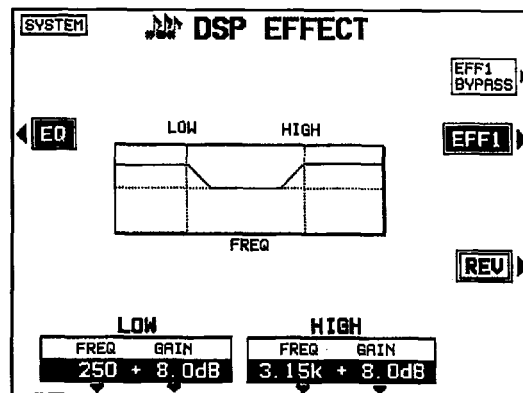 SYSTEM
DSP EFFECT
EFF1
BYPASS
EQ
LOW
HIGH
EFF1
FREQ
REV
LOW
HIGH
FREQ GAIN
FREQ GAIN
250 + 8.0dB
3.15k + 8.0dB